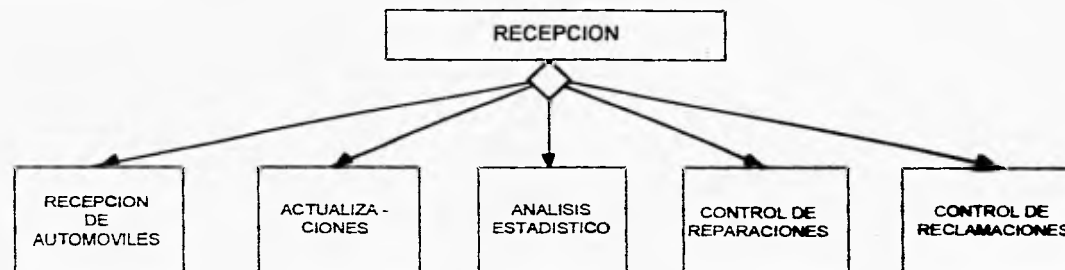 RECEPCION
RECEPCION
DE
AUTOMOVILES
ACTUALIZA -
CIONES
ANALISIS
ESTADISTICO
CONTROL DE
REPARACIONES
CONTROL DE
RECLAMACIONES